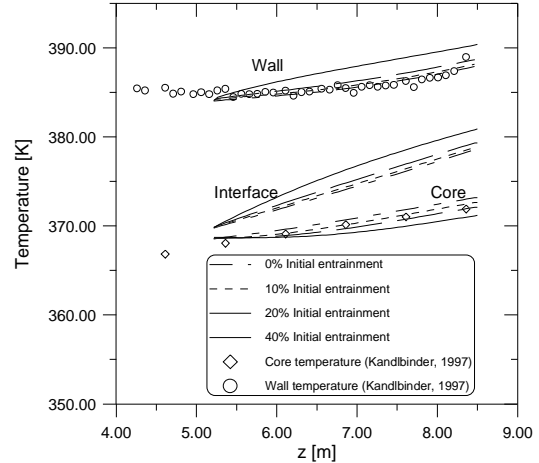 390.00
380.00
370.00
360.00
350.00
Temperature [K]
Wall
Interface
Core
0% Initial entrainment
10% Initial entrainment
20% Initial entrainment
40% Initial entrainment
Core temperature (Kandlbinder, 1997)
Wall temperature (Kandlbinder, 1997)
4.00 5.00 6.00 7.00 8.00 9.00
z [m]